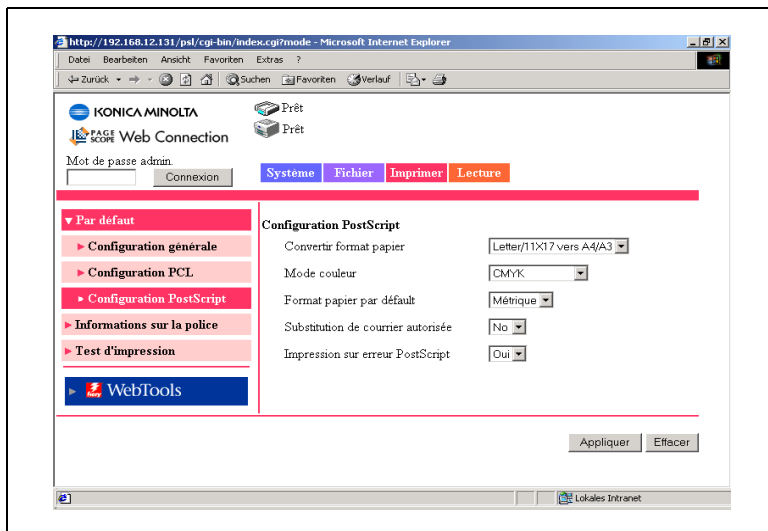 http://192.168.12.131/psl/cgi-bin/index.cgi?mode - Microsoft Internet Explorer
Datei Bearbeiten Ansicht Favoriten Extras ?
Zurück Suchen Favoriten Verlauf
KONICA MINOLTA
Prêt
PAGE SCOPE Web Connection
Prêt
Mot de passe admin.
Connexion
Système Fichier Imprimer Lecture
Par défaut
Configuration générale
Configuration PCL
Configuration PostScript
Informations sur la police
Test d'impression
fiery WebTools
Configuration PostScript
Convertir format papier Letter/11X17 vers A4/A3
Mode couleur CMYK
Format papier par défault Métrique
Substitution de courrier autorisée No
Impression sur erreur PostScript Oui
Appliquer Effacer
Lokales Intranet